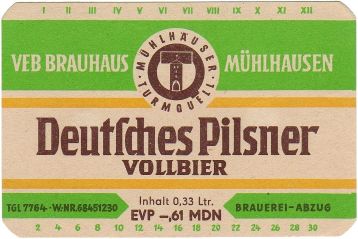 I II III IV V VI VII VIII IX X XI XII
MÜHLHÄUSER
VEB BRAUHAUS MÜHLHAUSEN
TURMQUELL
Deutſches Pilsner
VOLLBIER
TGL 7764 · W·NR.68451230
Inhalt 0,33 Ltr.
EVP –,61 MDN
BRAUEREI-ABZUG
2 4 6 8 10 12 14 16 18 20 22 24 26 28 30